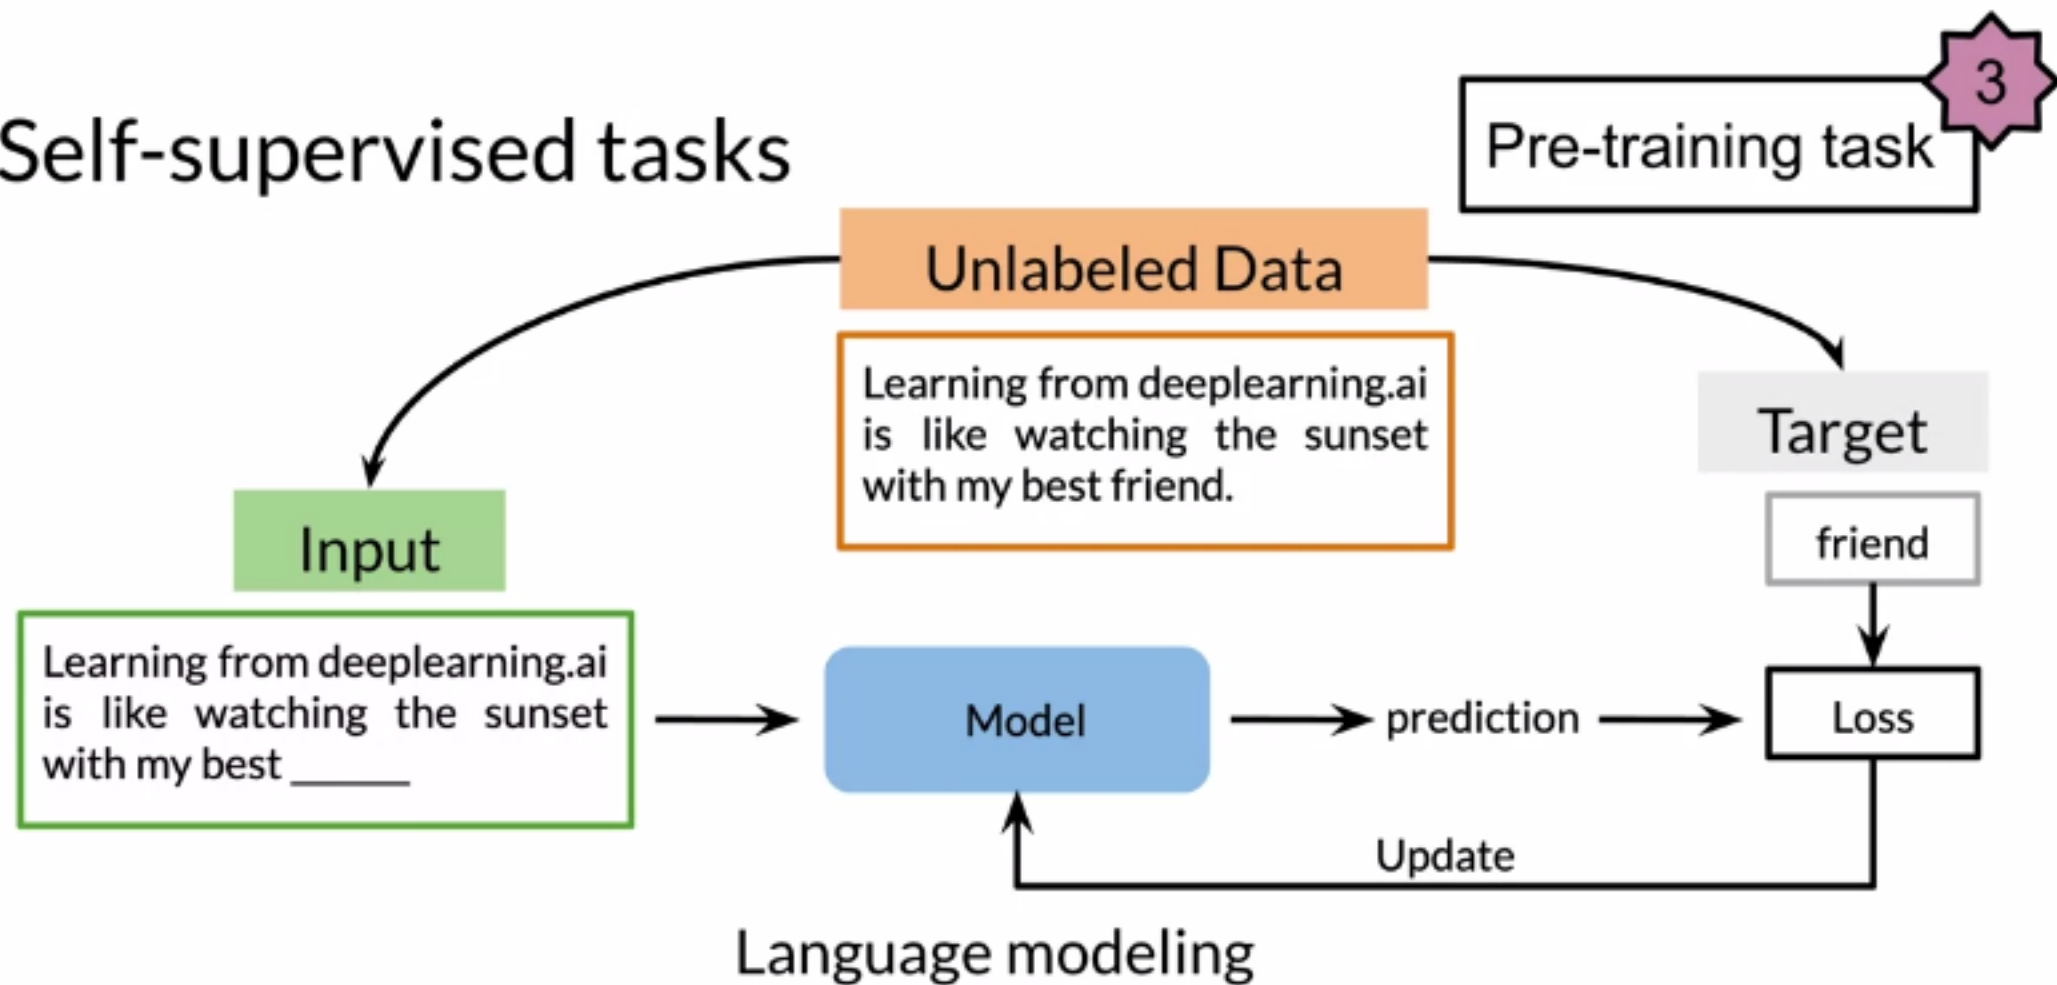 Self-supervised tasks
Pre-training task
3
Unlabeled Data
Learning from deeplearning.ai
is like watching the sunset
with my best friend.
Target
friend
Input
Learning from deeplearning.ai
is like watching the sunset
with my best ______
Model
prediction
Loss
Update
Language modeling